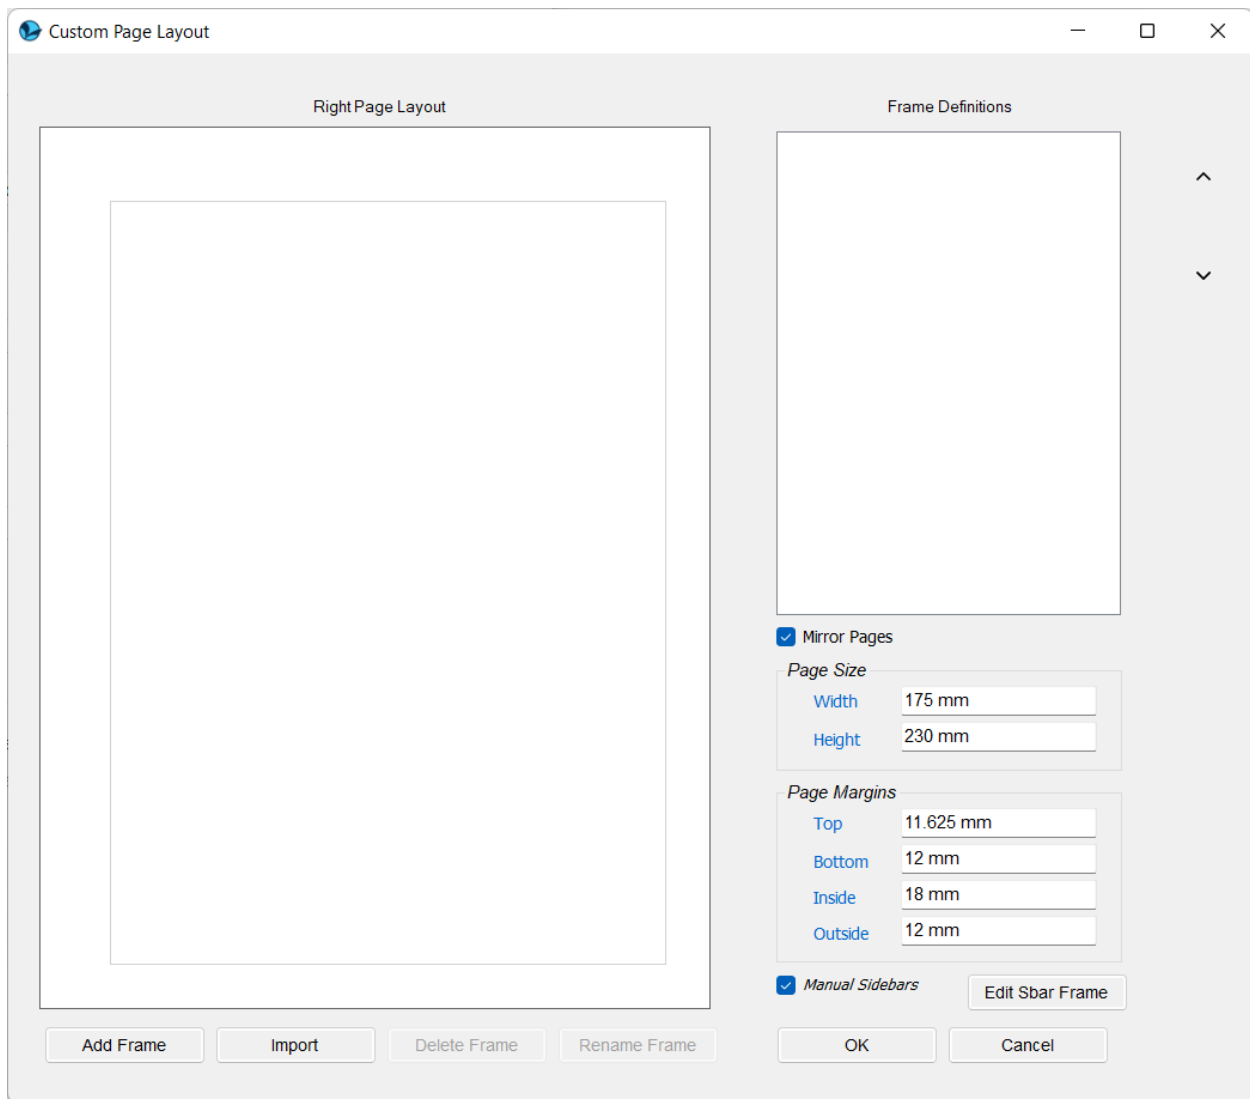 Custom Page Layout
Right Page Layout
Frame Definitions
Mirror Pages
Page Size
Width 175 mm
Height 230 mm
Page Margins
Top 11.625 mm
Bottom 12 mm
Inside 18 mm
Outside 12 mm
Manual Sidebars
Edit Sbar Frame
Add Frame Import Delete Frame Rename Frame OK Cancel